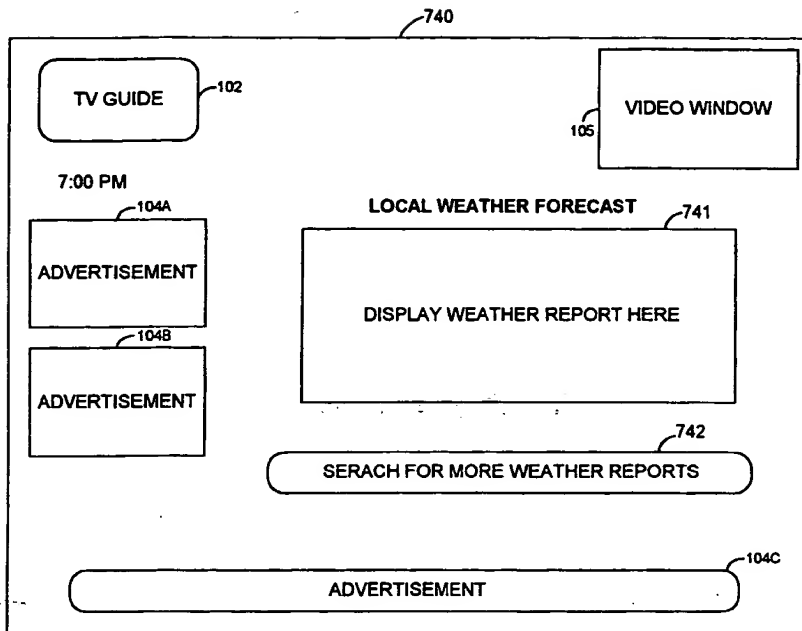 740
TV GUIDE
102
VIDEO WINDOW
105
7:00 PM
104A
ADVERTISEMENT
LOCAL WEATHER FORECAST
741
DISPLAY WEATHER REPORT HERE
104B
ADVERTISEMENT
742
SERACH FOR MORE WEATHER REPORTS
104C
ADVERTISEMENT